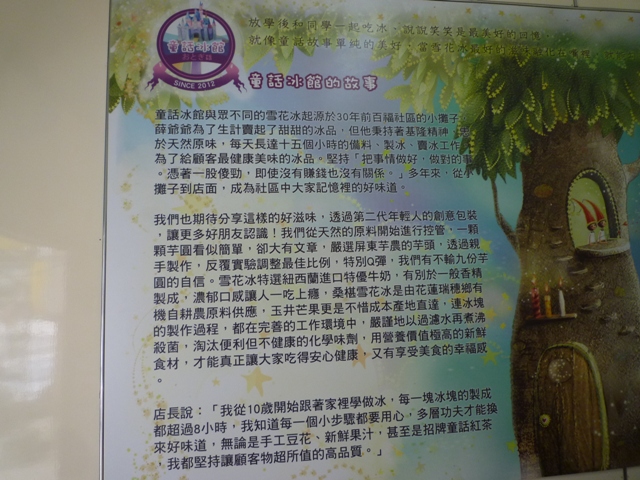 放學後和同學一起吃冰，說說笑笑是最美好的回憶，
就像童話故事單純的美好，當雪花
童話冰館
おとぎ話
SINCE 2012
童話冰館的故事
童話冰館與眾不同的雪花冰起源於30年前百福社區的小攤子，
薛爺爺為了生計賣起了甜甜的冰品，但他秉持著基隆精神，忠
於天然原味，每天長達十五個小時的備料、製冰、賣冰工作，
為了給顧客最健康美味的冰品。堅持「把事情做好，做對的事
。憑著一股傻勁，即使沒有賺錢也沒有關係。」多年來，從小
攤子到店面，成為社區中大家記憶裡的好味道。
我們也期待分享這樣的好滋味，透過第二代年輕人的創意包裝
，讓更多好朋友認識！我們從天然的原料開始進行控管，一顆
顆芋圓看似簡單，卻大有文章，嚴選屏東芋農的芋頭，透過親
手製作，反覆實驗調整最佳比例，特別Q彈，我們有不輸九份芋
圓的自信。雪花冰特選紐西蘭進口特優牛奶，有別於一般香精
製成，濃郁口感讓人一吃上癮，桑椹雪花冰是由花蓮瑞穗鄉有
機自耕農原料供應，玉井芒果更是不惜成本產地直達，連冰塊
的製作過程，都在完善的工作環境中，嚴謹地以過濾水再煮沸
殺菌，淘汰便利但不健康的化學味劑，用營養價值極高的新鮮
食材，才能真正讓大家吃得安心健康，又有享受美食的幸福感
。
店長說：「我從10歲開始跟著家裡學做冰，每一塊冰塊的製成
都超過8小時，我知道每一個小步驟都要用心，多層功夫才能換
來好味道，無論是手工豆花、新鮮果汁，甚至是招牌童話紅茶
，我都堅持讓顧客物超所值的高品質。」